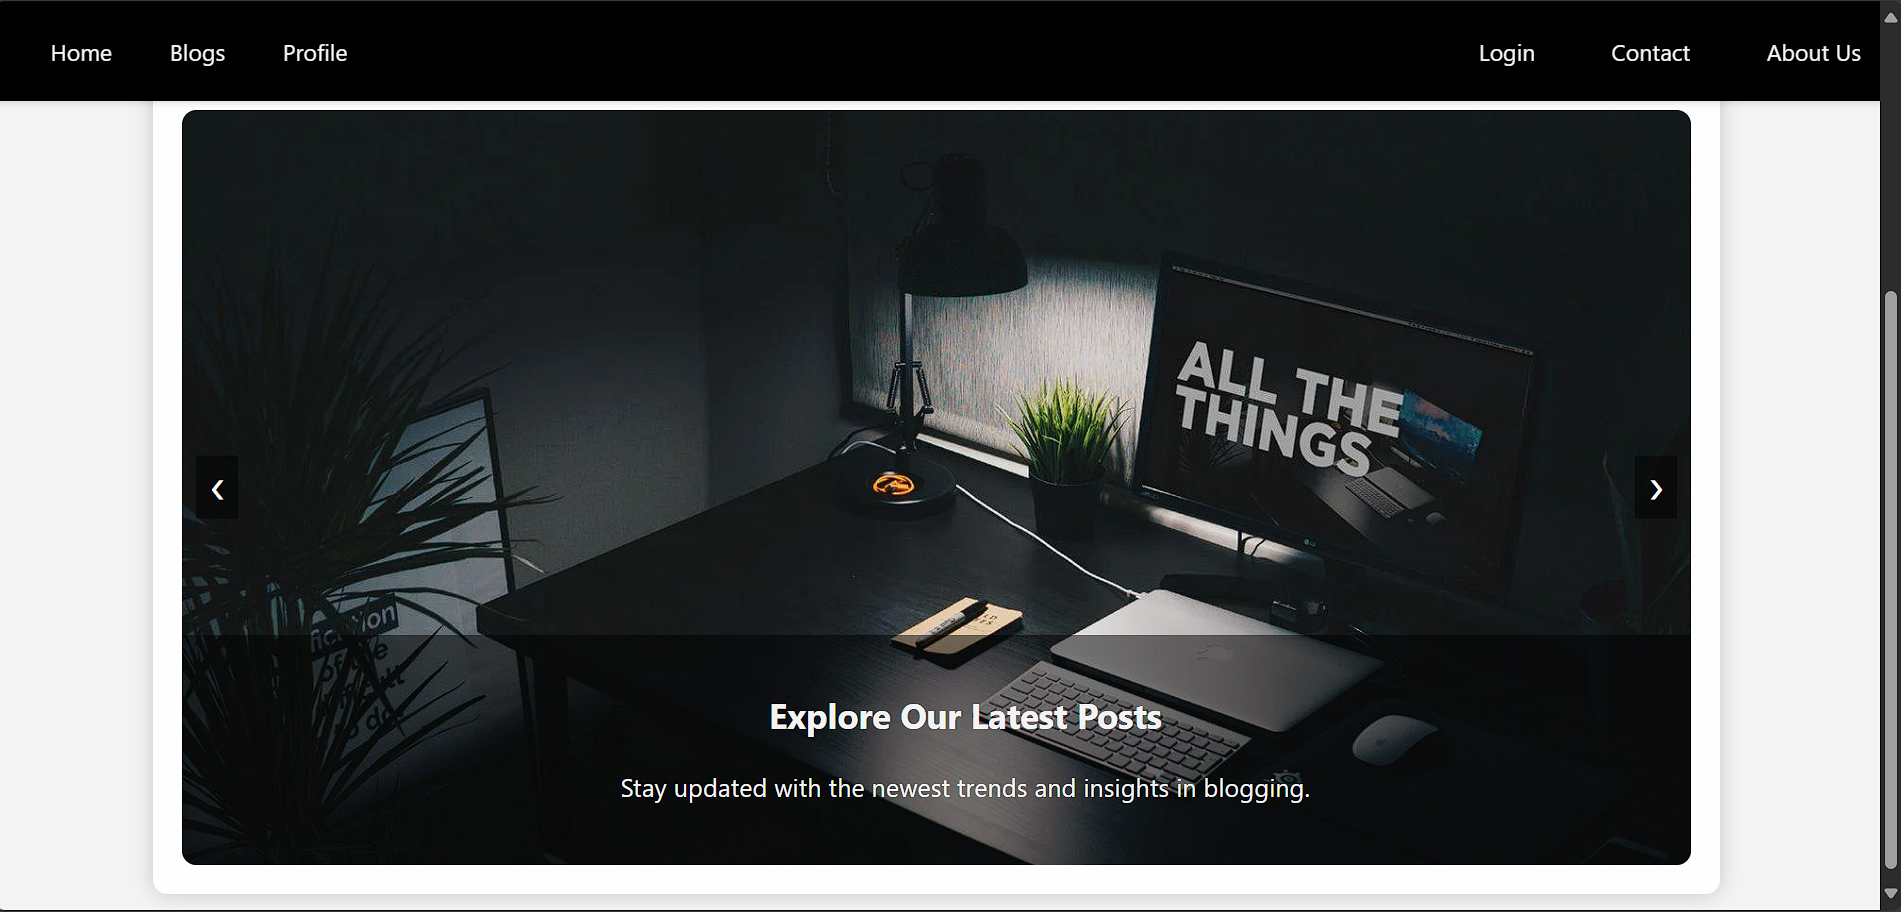 Home Blogs Profile Login Contact About Us
ALL THE
THINGS
❮ ❯
Explore Our Latest Posts
Stay updated with the newest trends and insights in blogging.